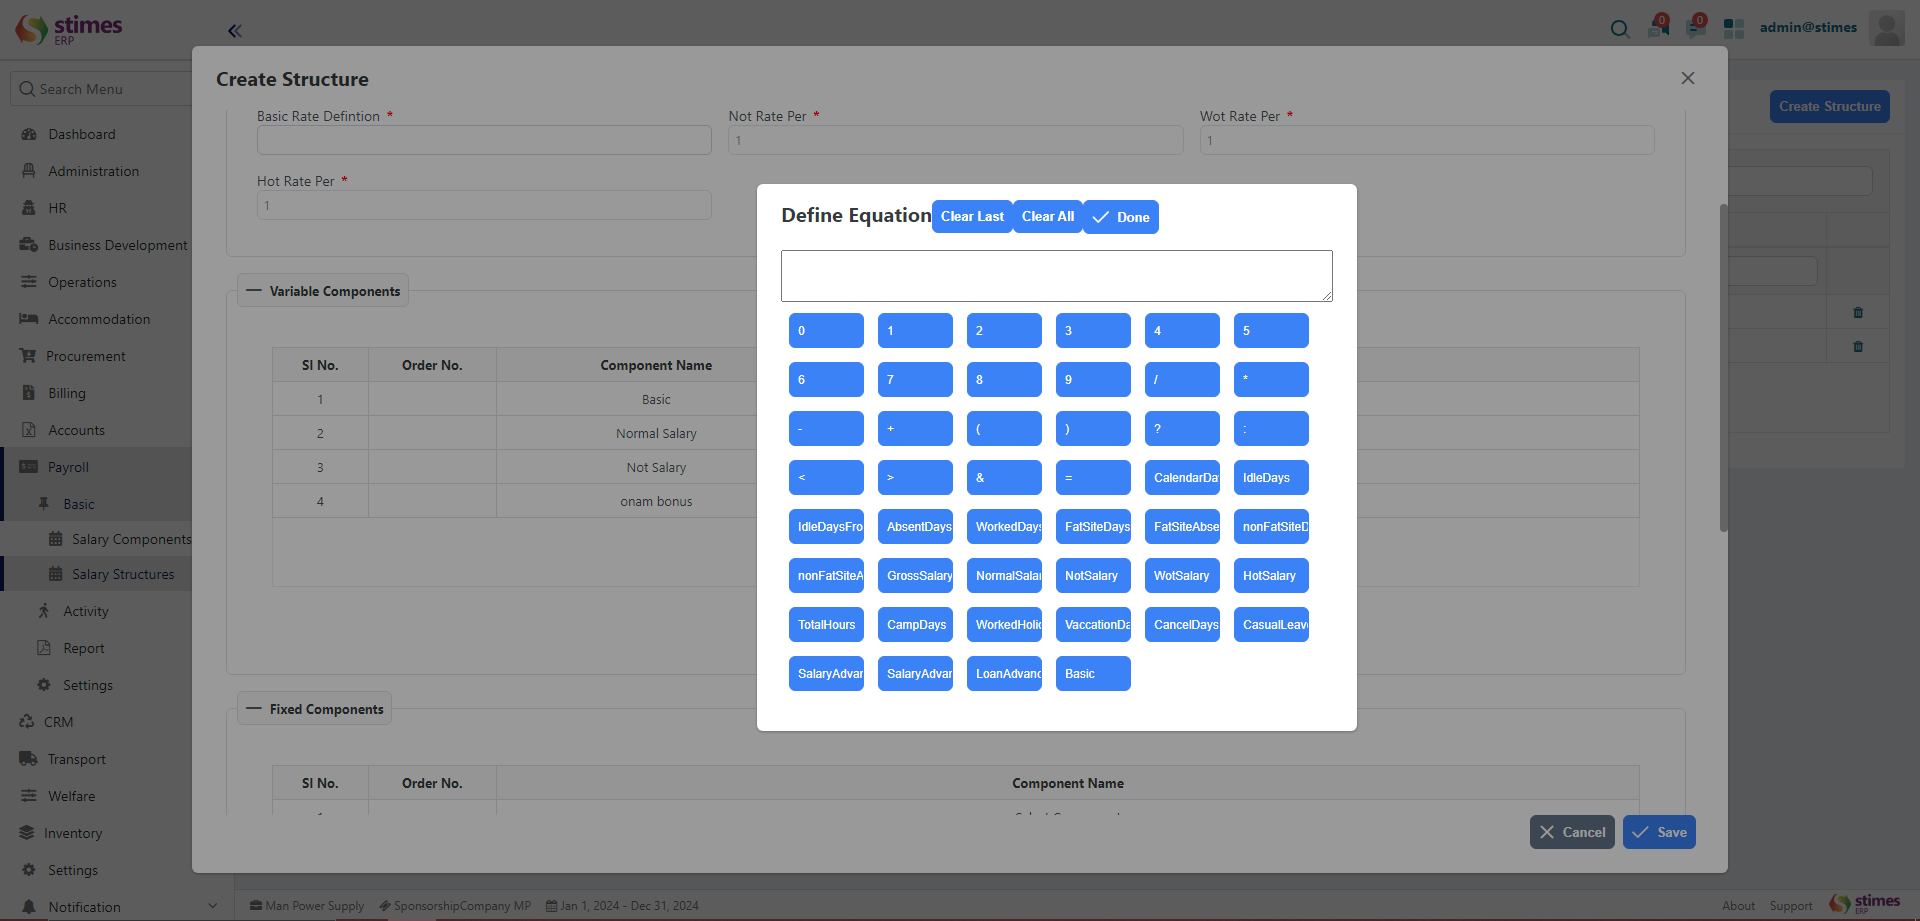 stimes
ERP
0
0
admin@stimes
Search Menu
Dashboard
Administration
HR
Business Development
Operations
Accommodation
Procurement
Billing
Accounts
Payroll
Basic
Salary Components
Salary Structures
Activity
Report
Settings
CRM
Transport
Welfare
Inventory
Settings
Notification
Create Structure
Create Structure
Basic Rate Defintion *
Not Rate Per *
Wot Rate Per *
1
1
Hot Rate Per *
1
Variable Components
Sl No. Order No. Component Name
1 Basic
2 Normal Salary
3 Not Salary
4 onam bonus
Fixed Components
Sl No. Order No. Component Name
Define Equation Clear Last Clear All Done
0 1 2 3 4 5
6 7 8 9 / *
- + ( ) ? :
< > & = CalendarDa IdleDays
IdleDaysFro AbsentDays WorkedDays FatSiteDays FatSiteAbse nonFatSiteD
nonFatSiteA GrossSalary NormalSalar NotSalary WotSalary HotSalary
TotalHours CampDays WorkedHolid VaccationDa CancelDays CasualLeave
SalaryAdvan SalaryAdvan LoanAdvanc Basic
Cancel Save
Man Power Supply SponsorshipCompany MP Jan 1, 2024 - Dec 31, 2024
About Support stimes
ERP